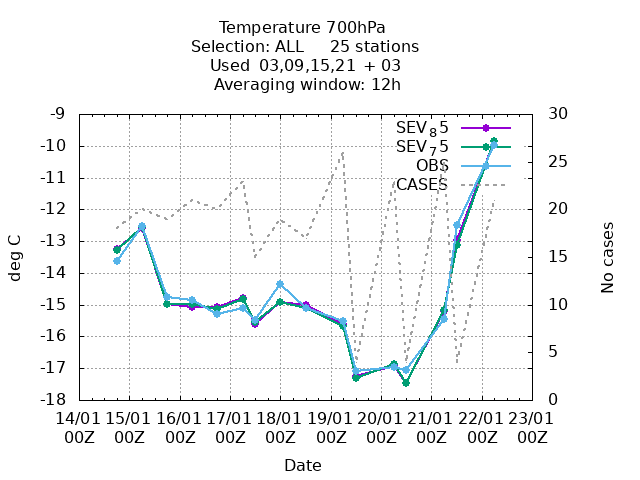 Temperature 700hPa
Selection: ALL     25 stations
Used  03,09,15,21 + 03
Averaging window: 12h
SEV85
SEV75
OBS
CASES
deg C
-9
-10
-11
-12
-13
-14
-15
-16
-17
-18
30
25
20
15
10
5
0
No cases
14/01 15/01 16/01 17/01 18/01 19/01 20/01 21/01 22/01 23/01
00Z 00Z 00Z 00Z 00Z 00Z 00Z 00Z 00Z 00Z
Date